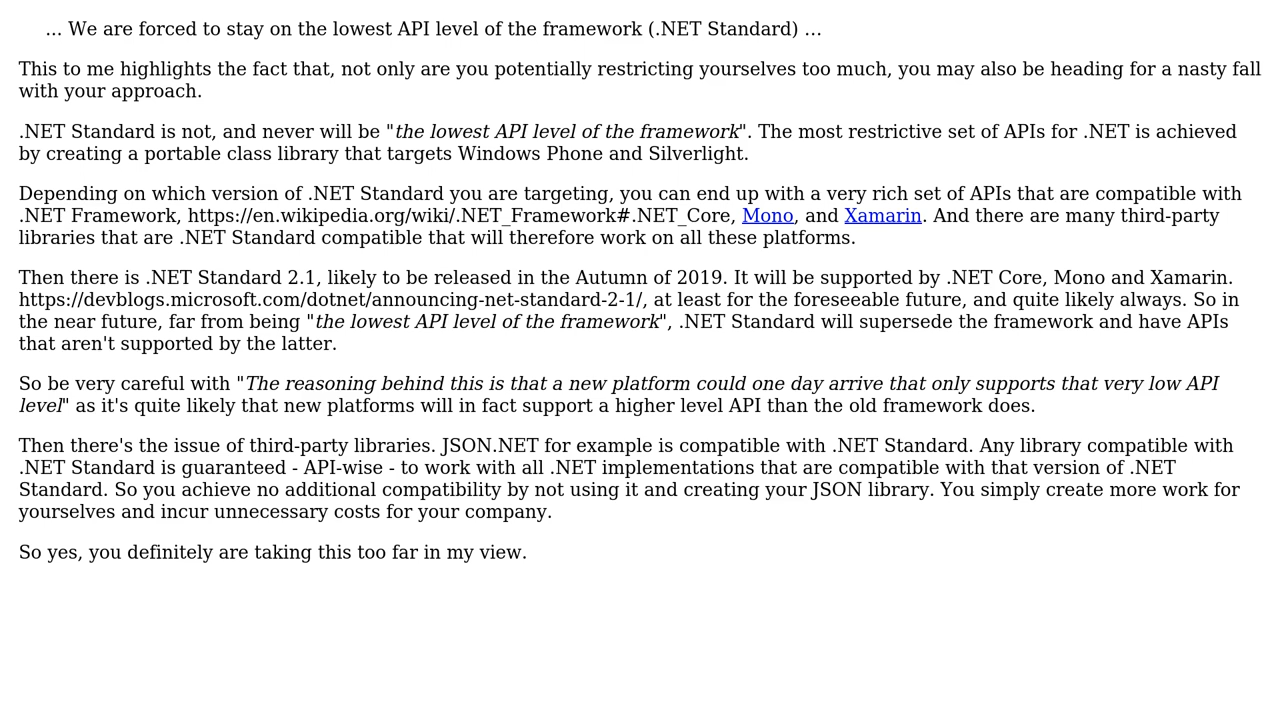 ... We are forced to stay on the lowest API level of the framework (.NET Standard) …
This to me highlights the fact that, not only are you potentially restricting yourselves too much, you may also be heading for a nasty fall
with your approach.
.NET Standard is not, and never will be "the lowest API level of the framework". The most restrictive set of APIs for .NET is achieved
by creating a portable class library that targets Windows Phone and Silverlight.
Depending on which version of .NET Standard you are targeting, you can end up with a very rich set of APIs that are compatible with
.NET Framework, https://en.wikipedia.org/wiki/.NET_Framework#.NET_Core, Mono, and Xamarin. And there are many third-party
libraries that are .NET Standard compatible that will therefore work on all these platforms.
Then there is .NET Standard 2.1, likely to be released in the Autumn of 2019. It will be supported by .NET Core, Mono and Xamarin.
https://devblogs.microsoft.com/dotnet/announcing-net-standard-2-1/, at least for the foreseeable future, and quite likely always. So in
the near future, far from being "the lowest API level of the framework", .NET Standard will supersede the framework and have APIs
that aren't supported by the latter.
So be very careful with "The reasoning behind this is that a new platform could one day arrive that only supports that very low API
level" as it's quite likely that new platforms will in fact support a higher level API than the old framework does.
Then there's the issue of third-party libraries. JSON.NET for example is compatible with .NET Standard. Any library compatible with
.NET Standard is guaranteed - API-wise - to work with all .NET implementations that are compatible with that version of .NET
Standard. So you achieve no additional compatibility by not using it and creating your JSON library. You simply create more work for
yourselves and incur unnecessary costs for your company.
So yes, you definitely are taking this too far in my view.